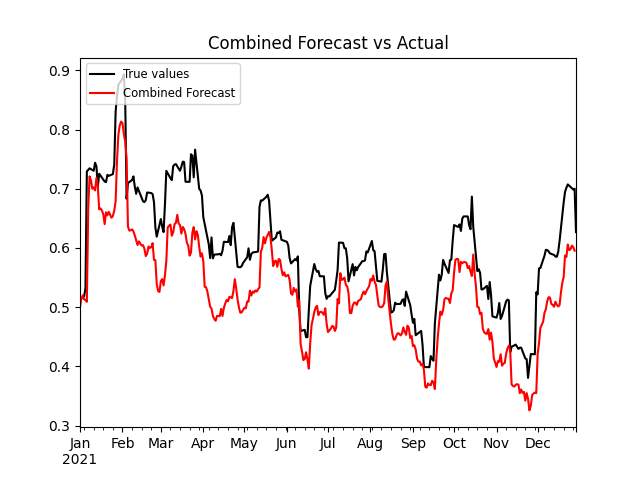 Combined Forecast vs Actual
True values
Combined Forecast
0.9
0.8
0.7
0.6
0.5
0.4
0.3
Jan Feb Mar Apr May Jun Jul Aug Sep Oct Nov Dec
2021